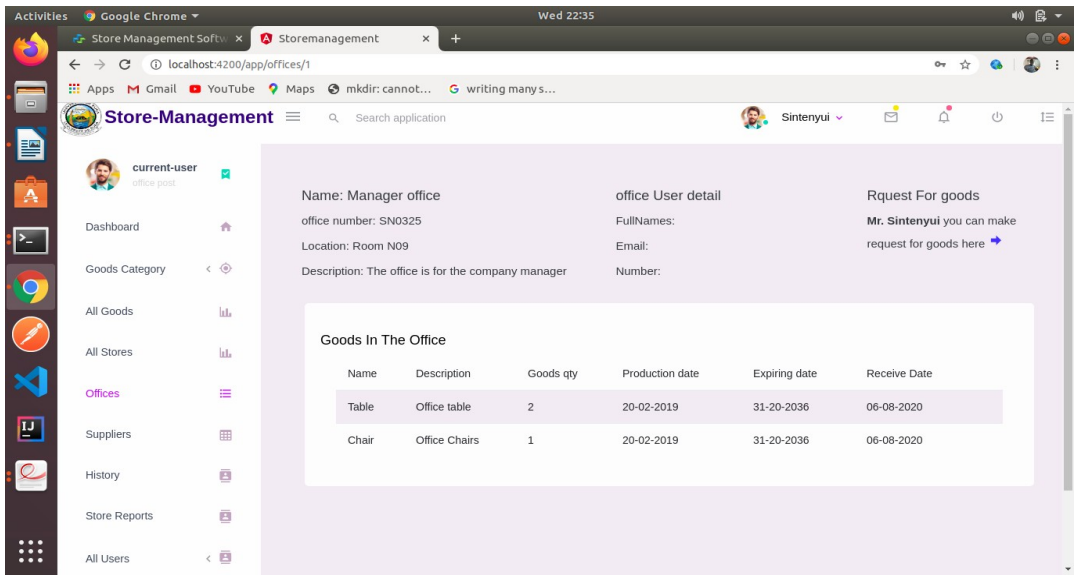 Activities Google Chrome ▾ Wed 22:35
Store Management Softw × Storemanagement × +
localhost:4200/app/offices/1
Apps Gmail YouTube Maps mkdir: cannot... writing many s...
Store-Management Search application Sintenyui
current-user
office post
Dashboard
Goods Category
All Goods
All Stores
Offices
Suppliers
History
Store Reports
All Users
Name: Manager office
office number: SN0325
Location: Room N09
Description: The office is for the company manager
office User detail
FullNames:
Email:
Number:
Rquest For goods
Mr. Sintenyui you can make
request for goods here
Goods In The Office
Name Description Goods qty Production date Expiring date Receive Date
Table Office table 2 20-02-2019 31-20-2036 06-08-2020
Chair Office Chairs 1 20-02-2019 31-20-2036 06-08-2020